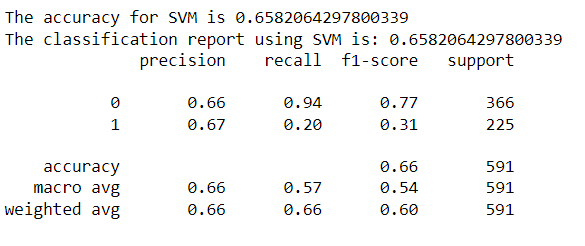 The accuracy for SVM is 0.6582064297800339
The classification report using SVM is: 0.6582064297800339
precision recall f1-score support
0 0.66 0.94 0.77 366
1 0.67 0.20 0.31 225
accuracy 0.66 591
macro avg 0.66 0.57 0.54 591
weighted avg 0.66 0.66 0.60 591